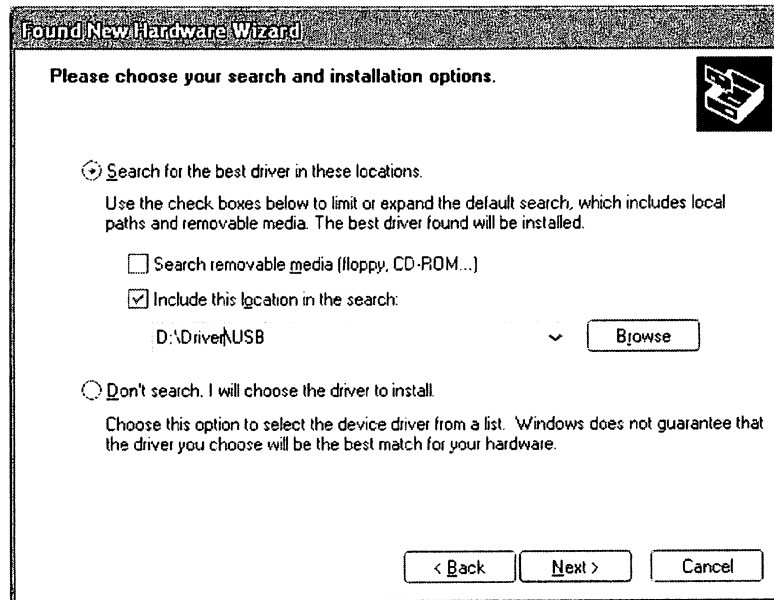 Found New Hardware Wizard
Please choose your search and installation options.
Search for the best driver in these locations.
Use the check boxes below to limit or expand the default search, which includes local
paths and removable media. The best driver found will be installed.
Search removable media (floppy, CD-ROM...)
Include this location in the search:
D:\Driver\USB
Browse
Don't search. I will choose the driver to install.
Choose this option to select the device driver from a list. Windows does not guarantee that
the driver you choose will be the best match for your hardware.
< Back Next > Cancel